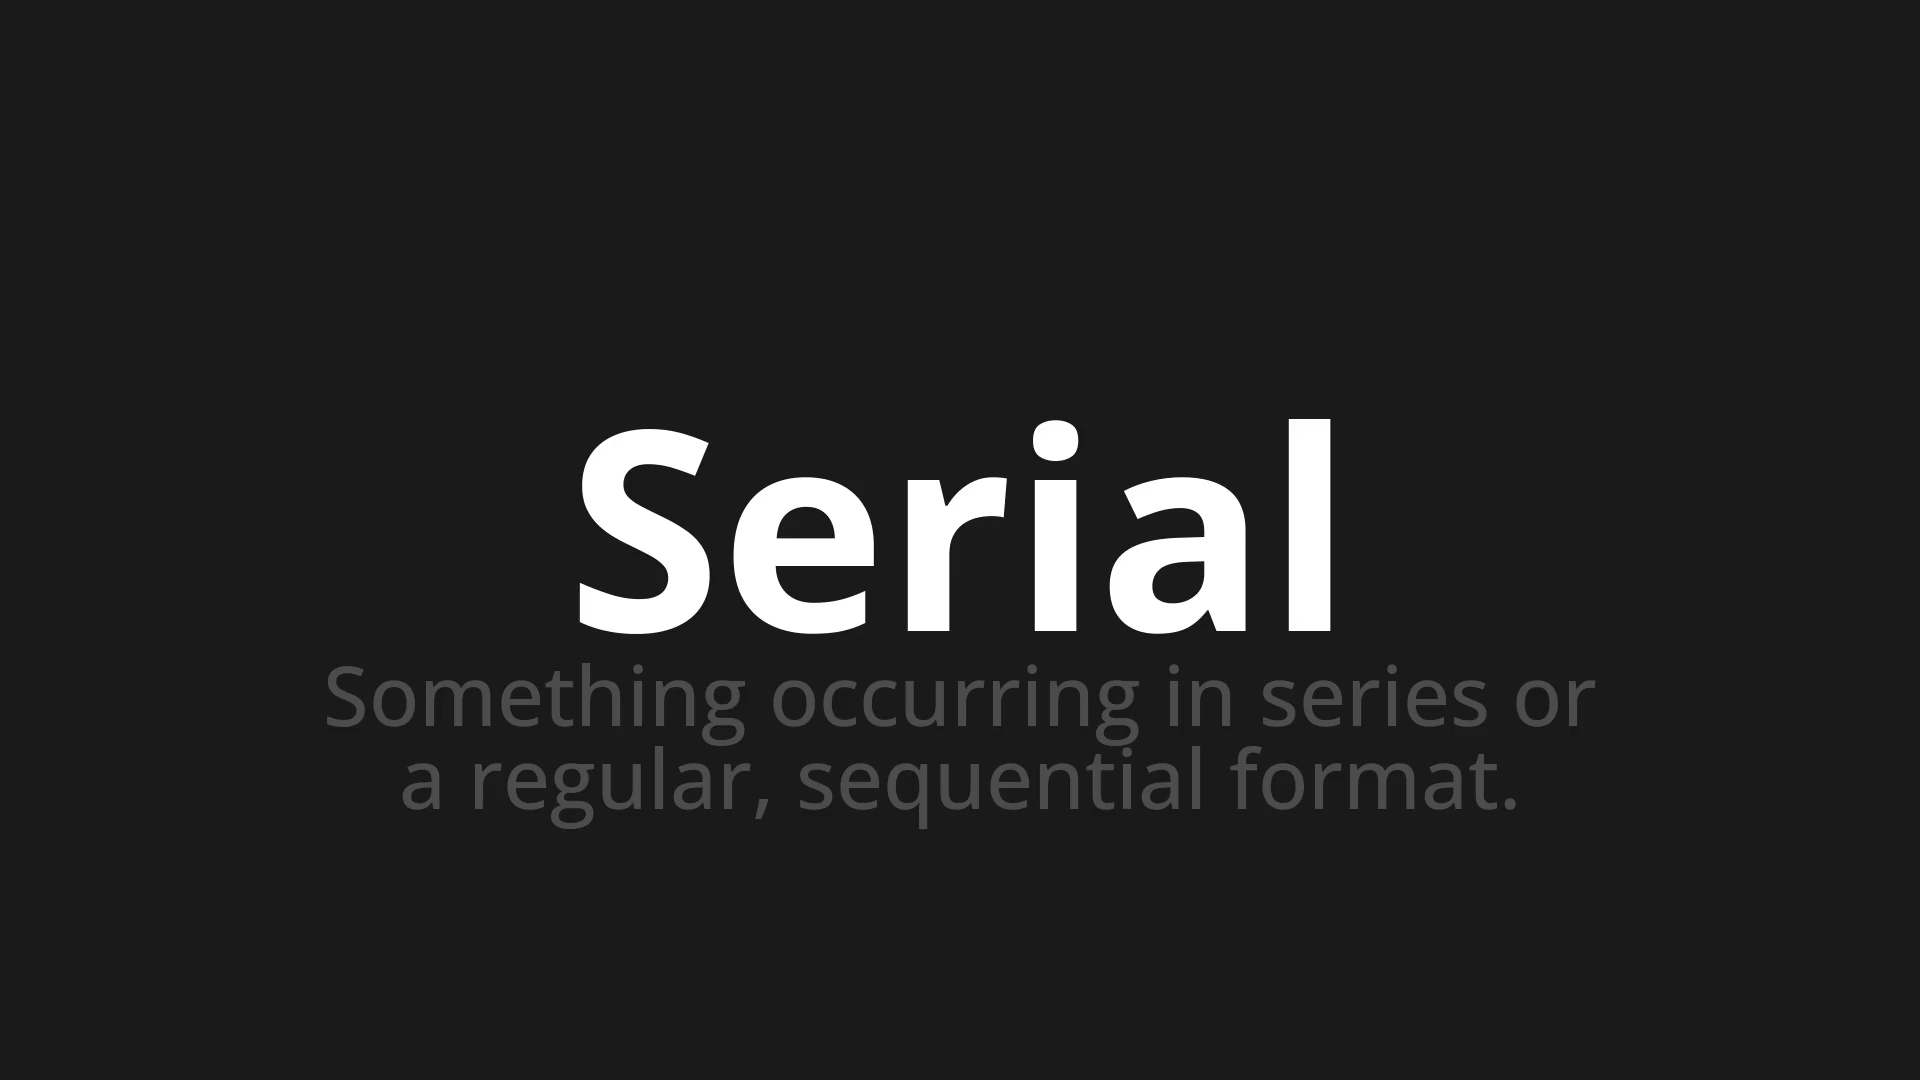 Serial
Something occurring in series or
a regular, sequential format.